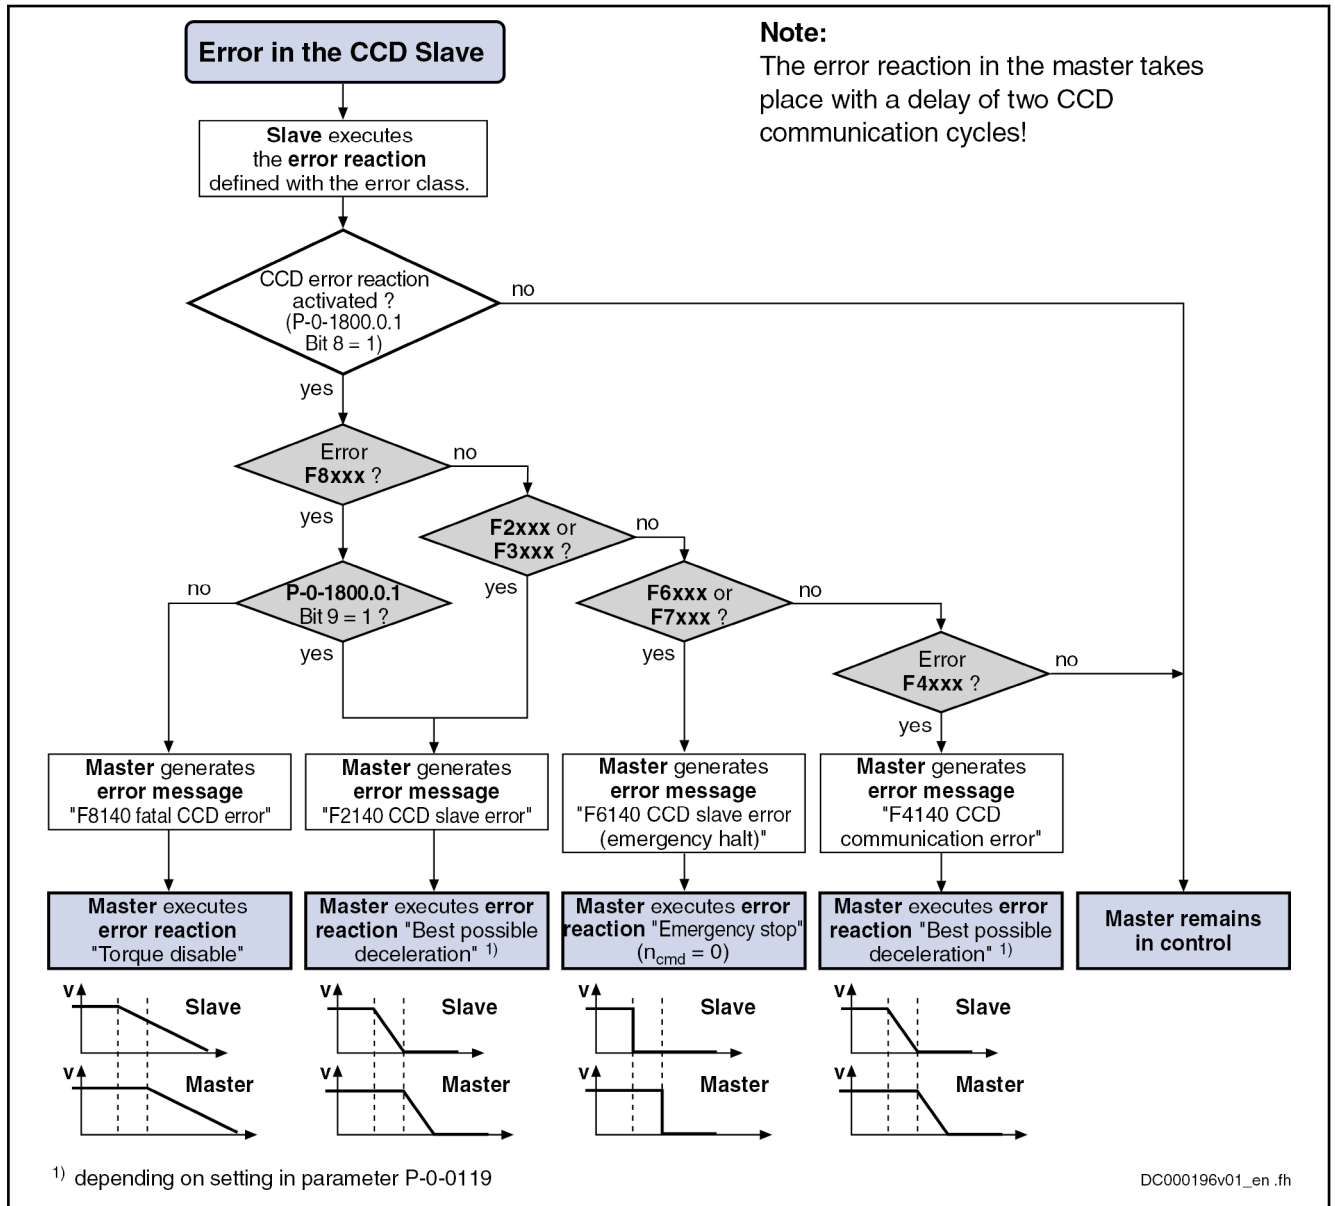 Error in the CCD Slave
Note:
The error reaction in the master takes
place with a delay of two CCD
communication cycles!
Slave executes
the error reaction
defined with the error class.
CCD error reaction
activated ?
(P-0-1800.0.1
Bit 8 = 1)
no
yes
Error
F8xxx ?
no
yes
F2xxx or
F3xxx ?
no
yes
P-0-1800.0.1
Bit 9 = 1 ?
no
yes
F6xxx or
F7xxx ?
no
yes
Error
F4xxx ?
no
yes
Master generates
error message
"F8140 fatal CCD error"
Master generates
error message
"F2140 CCD slave error"
Master generates
error message
"F6140 CCD slave error
(emergency halt)"
Master generates
error message
"F4140 CCD
communication error"
Master executes
error reaction
"Torque disable"
Master executes error
reaction "Best possible
deceleration" 1)
Master executes error
reaction "Emergency stop"
(ncmd = 0)
Master executes error
reaction "Best possible
deceleration" 1)
Master remains
in control
v
Slave
v
Slave
v
Slave
v
Slave
v
Master
v
Master
v
Master
v
Master
1) depending on setting in parameter P-0-0119
DC000196v01_en .fh